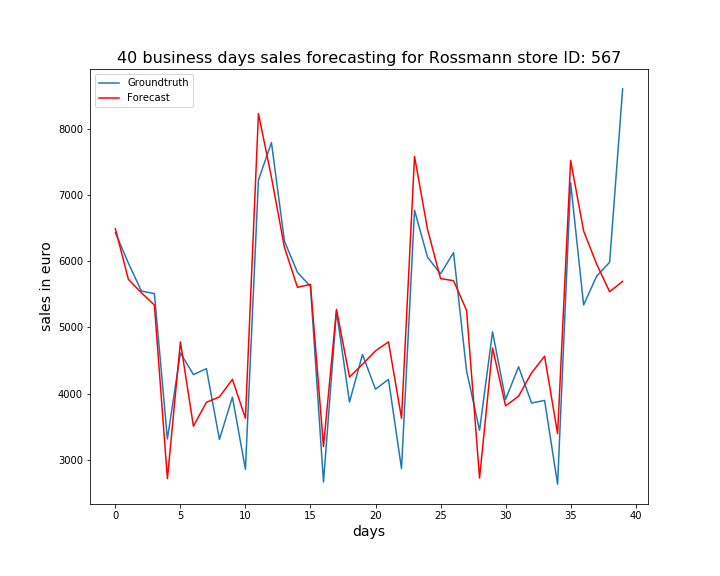 40 business days sales forecasting for Rossmann store ID: 567
Groundtruth
Forecast
8000
7000
6000
5000
4000
3000
sales in euro
0 5 10 15 20 25 30 35 40
days